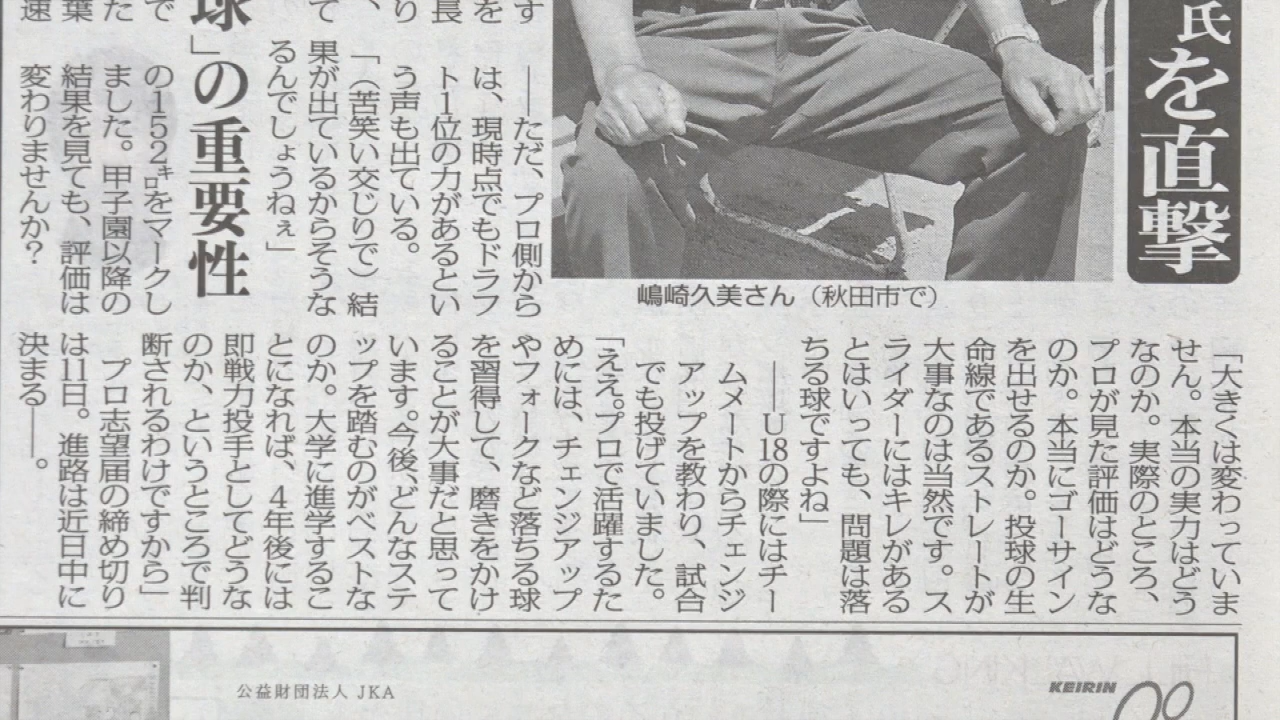 氏を直撃
球」の重要性
嶋崎久美さん（秋田市で）
す
を
長
り
て
で
た
葉
速
――ただ、プロ側から
は、現時点でもドラフ
ト1位の力があるとい
う声も出ている。
「（苦笑い交じりで）結
果が出ているからそうな
るんでしょうねぇ」
の152㌔をマークし
ました。甲子園以降の
結果を見ても、評価は
変わりませんか？
「大きくは変わっていま
せん。本当の実力はどう
なのか。実際のところ、
プロが見た評価はどうな
のか。本当にゴーサイン
を出せるのか。投球の生
命線であるストレートが
大事なのは当然です。ス
ライダーにはキレがある
とはいっても、問題は落
ちる球ですよね」
――U18の際にはチー
ムメートからチェンジ
アップを教わり、試合
でも投げていました。
「ええ。プロで活躍するた
めには、チェンジアップ
やフォークなど落ちる球
を習得して、磨きをかけ
ることが大事だと思って
います。今後、どんなステ
ップを踏むのがベストな
のか。大学に進学するこ
とになれば、4年後には
即戦力投手としてどうな
のか、というところで判
断されるわけですから」
プロ志望届の締め切り
は11日。進路は近日中に
決まる――。
公益財団法人 JKA
KEIRIN